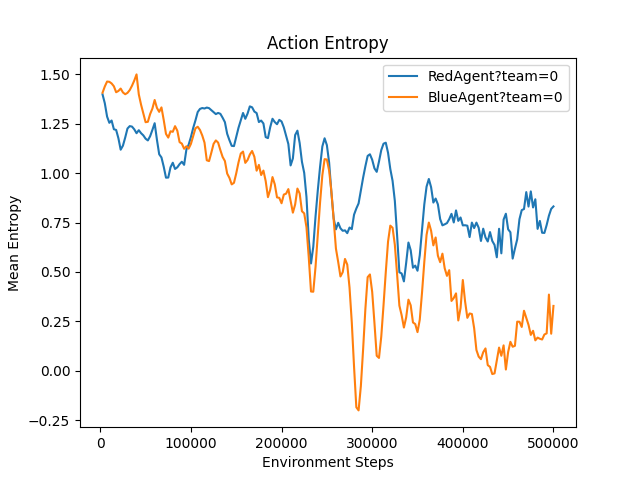 Action Entropy
RedAgent?team=0
BlueAgent?team=0
Mean Entropy
1.50
1.25
1.00
0.75
0.50
0.25
0.00
−0.25
0
100000
200000
300000
400000
500000
Environment Steps